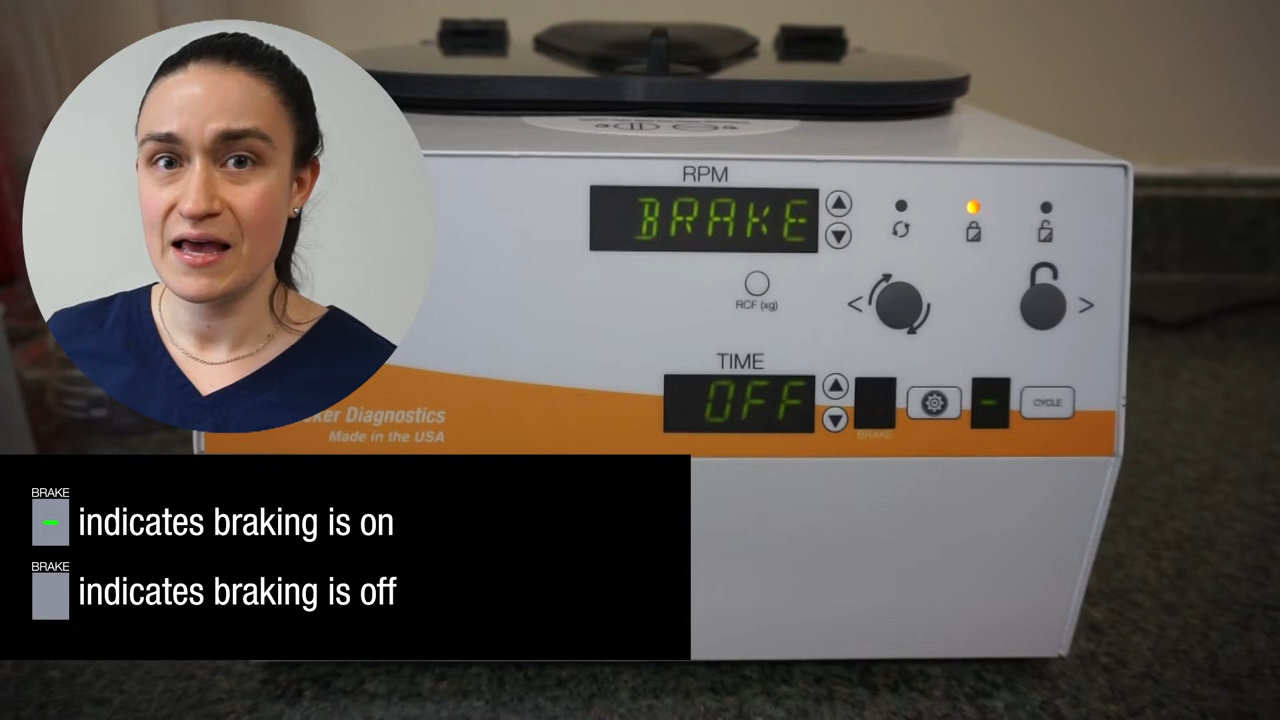 RPM
BRAKE
RCF (xg)
< >
TIME
OFF
-
CYCLE
BRAKE
Diagnostics
Made in the USA
BRAKE
- indicates braking is on
BRAKE
indicates braking is off